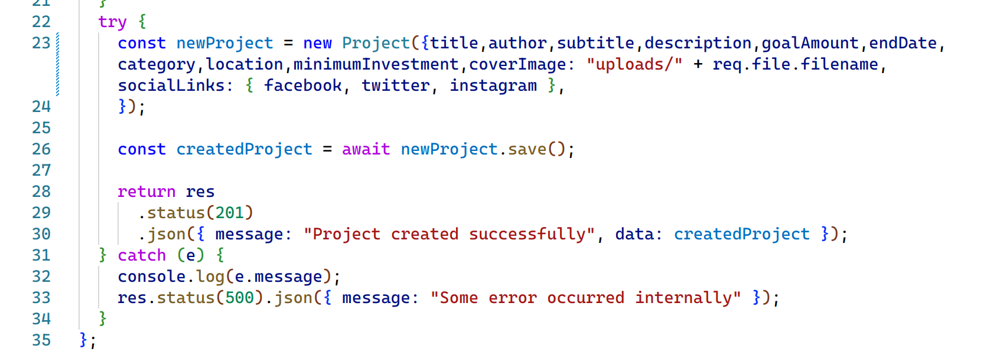 21 }
22 try {
23 const newProject = new Project({title,author,subtitle,description,goalAmount,endDate,
category,location,minimumInvestment,coverImage: "uploads/" + req.file.filename,
socialLinks: { facebook, twitter, instagram },
24 });
25
26 const createdProject = await newProject.save();
27
28 return res
29 .status(201)
30 .json({ message: "Project created successfully", data: createdProject });
31 } catch (e) {
32 console.log(e.message);
33 res.status(500).json({ message: "Some error occurred internally" });
34 }
35 };